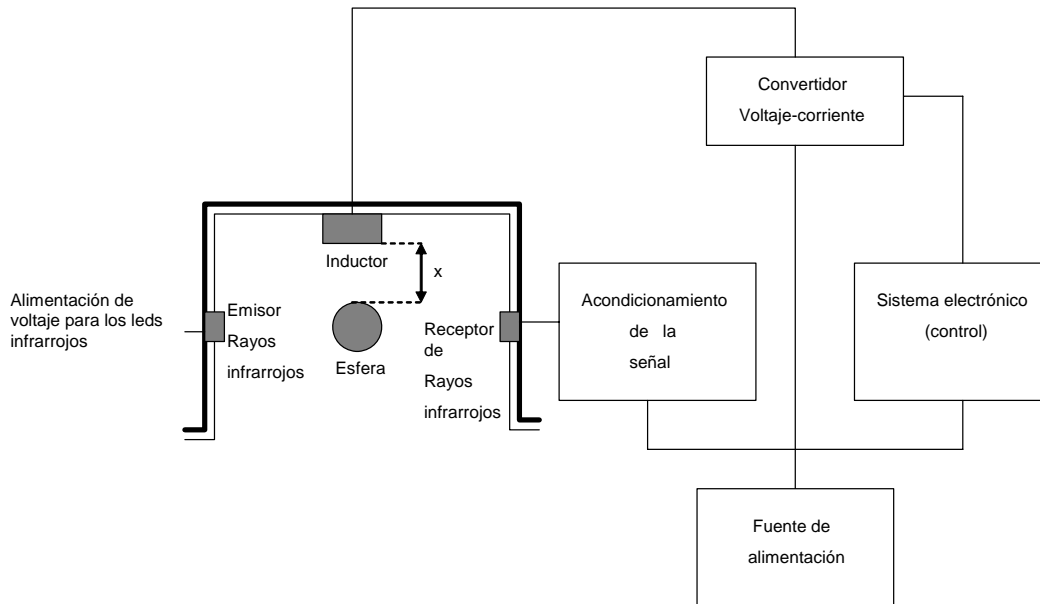 Convertidor
Voltaje-corriente
Inductor
x
Alimentación de
voltaje para los leds
infrarrojos
Emisor
Rayos
infrarrojos
Esfera
Receptor
de
Rayos
infrarrojos
Acondicionamiento
de la
señal
Sistema electrónico
(control)
Fuente de
alimentación